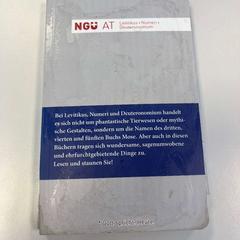 NGÜ AT
Levitikus • Numeri •
Deuteronomium
Bei Levitikus, Numeri und Deuteronomium handelt
es sich nicht um phantastische Tierwesen oder mythi-
sche Gestalten, sondern um die Namen des dritten,
vierten und fünften Buchs Mose. Aber auch in diesen
Büchern tragen sich wundersame, sagenumwobene
und ehrfurchtgebietende Dinge zu.
Lesen und staunen Sie!